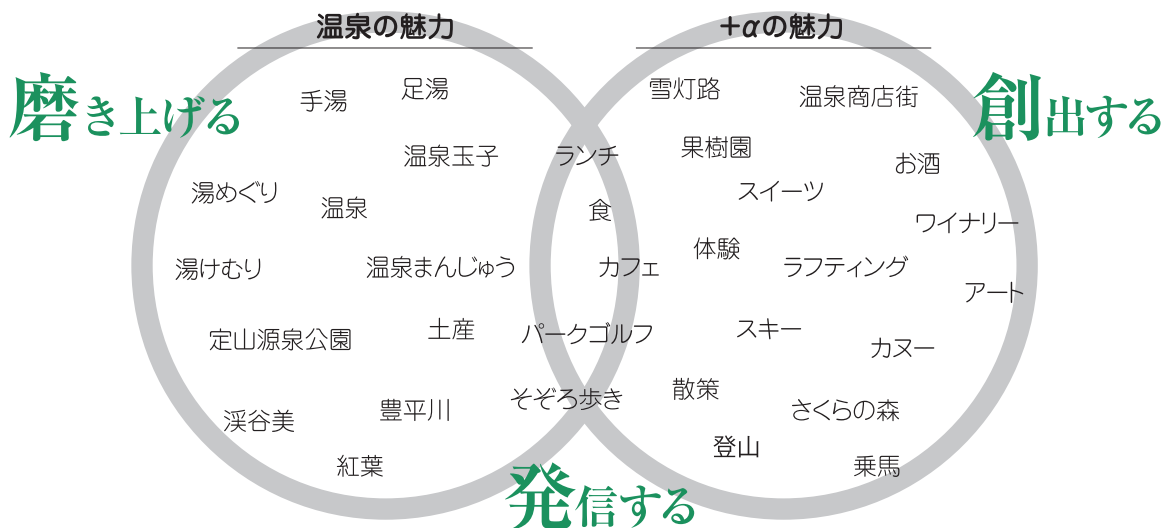 温泉の魅力
+αの魅力
磨き上げる
創出する
発信する
手湯
足湯
温泉玉子
湯めぐり
温泉
湯けむり
温泉まんじゅう
定山源泉公園
土産
渓谷美
豊平川
紅葉
ランチ
食
カフェ
パークゴルフ
そぞろ歩き
雪灯路
温泉商店街
果樹園
お酒
スイーツ
ワイナリー
体験
ラフティング
アート
スキー
カヌー
散策
さくらの森
登山
乗馬